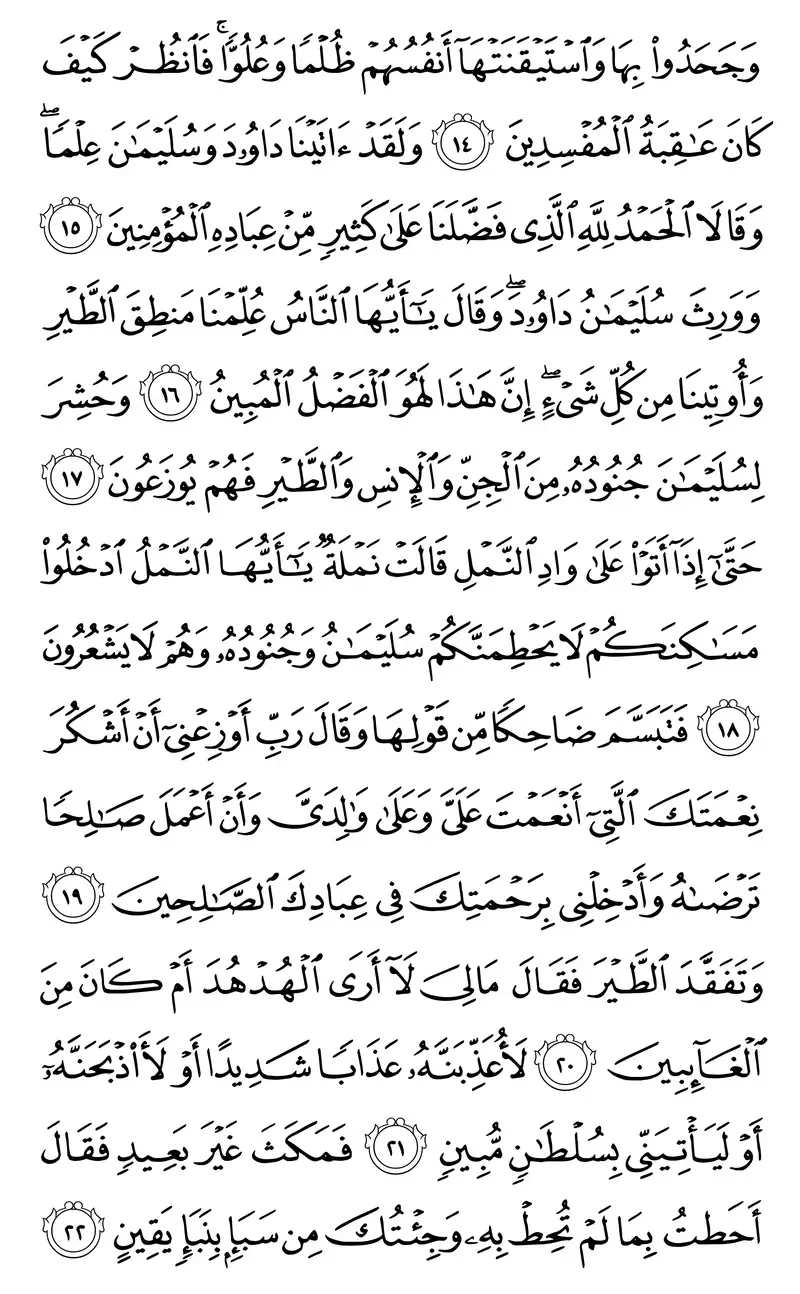 وَجَحَدُواْ بِهَا وَٱسۡتَيۡقَنَتۡهَآ أَنفُسُهُمۡ ظُلۡمٗا وَعُلُوّٗاۚ فَٱنظُرۡ كَيۡفَ
كَانَ عَٰقِبَةُ ٱلۡمُفۡسِدِينَ ١٤ وَلَقَدۡ ءَاتَيۡنَا دَاوُۥدَ وَسُلَيۡمَٰنَ عِلۡمٗاۖ
وَقَالَا ٱلۡحَمۡدُ لِلَّهِ ٱلَّذِي فَضَّلَنَا عَلَىٰ كَثِيرٖ مِّنۡ عِبَادِهِ ٱلۡمُؤۡمِنِينَ ١٥
وَوَرِثَ سُلَيۡمَٰنُ دَاوُۥدَۖ وَقَالَ يَٰٓأَيُّهَا ٱلنَّاسُ عُلِّمۡنَا مَنطِقَ ٱلطَّيۡرِ
وَأُوتِينَا مِن كُلِّ شَيۡءٍۖ إِنَّ هَٰذَا لَهُوَ ٱلۡفَضۡلُ ٱلۡمُبِينُ ١٦ وَحُشِرَ
لِسُلَيۡمَٰنَ جُنُودُهُۥ مِنَ ٱلۡجِنِّ وَٱلۡإِنسِ وَٱلطَّيۡرِ فَهُمۡ يُوزَعُونَ ١٧
حَتَّىٰٓ إِذَآ أَتَوۡاْ عَلَىٰ وَادِ ٱلنَّمۡلِ قَالَتۡ نَمۡلَةٞ يَٰٓأَيُّهَا ٱلنَّمۡلُ ٱدۡخُلُواْ
مَسَٰكِنَكُمۡ لَا يَحۡطِمَنَّكُمۡ سُلَيۡمَٰنُ وَجُنُودُهُۥ وَهُمۡ لَا يَشۡعُرُونَ
١٨ فَتَبَسَّمَ ضَاحِكٗا مِّن قَوۡلِهَا وَقَالَ رَبِّ أَوۡزِعۡنِيٓ أَنۡ أَشۡكُرَ
نِعۡمَتَكَ ٱلَّتِيٓ أَنۡعَمۡتَ عَلَيَّ وَعَلَىٰ وَٰلِدَيَّ وَأَنۡ أَعۡمَلَ صَٰلِحٗا
تَرۡضَىٰهُ وَأَدۡخِلۡنِي بِرَحۡمَتِكَ فِي عِبَادِكَ ٱلصَّٰلِحِينَ ١٩
وَتَفَقَّدَ ٱلطَّيۡرَ فَقَالَ مَالِيَ لَآ أَرَى ٱلۡهُدۡهُدَ أَمۡ كَانَ مِنَ
ٱلۡغَآئِبِينَ ٢٠ لَأُعَذِّبَنَّهُۥ عَذَابٗا شَدِيدًا أَوۡ لَأَاْذۡبَحَنَّهُۥٓ
أَوۡ لَيَأۡتِيَنِّي بِسُلۡطَٰنٖ مُّبِينٖ ٢١ فَمَكَثَ غَيۡرَ بَعِيدٖ فَقَالَ
أَحَطتُ بِمَا لَمۡ تُحِطۡ بِهِۦ وَجِئۡتُكَ مِن سَبَإِۭ بِنَبَإٖ يَقِينٍ ٢٢